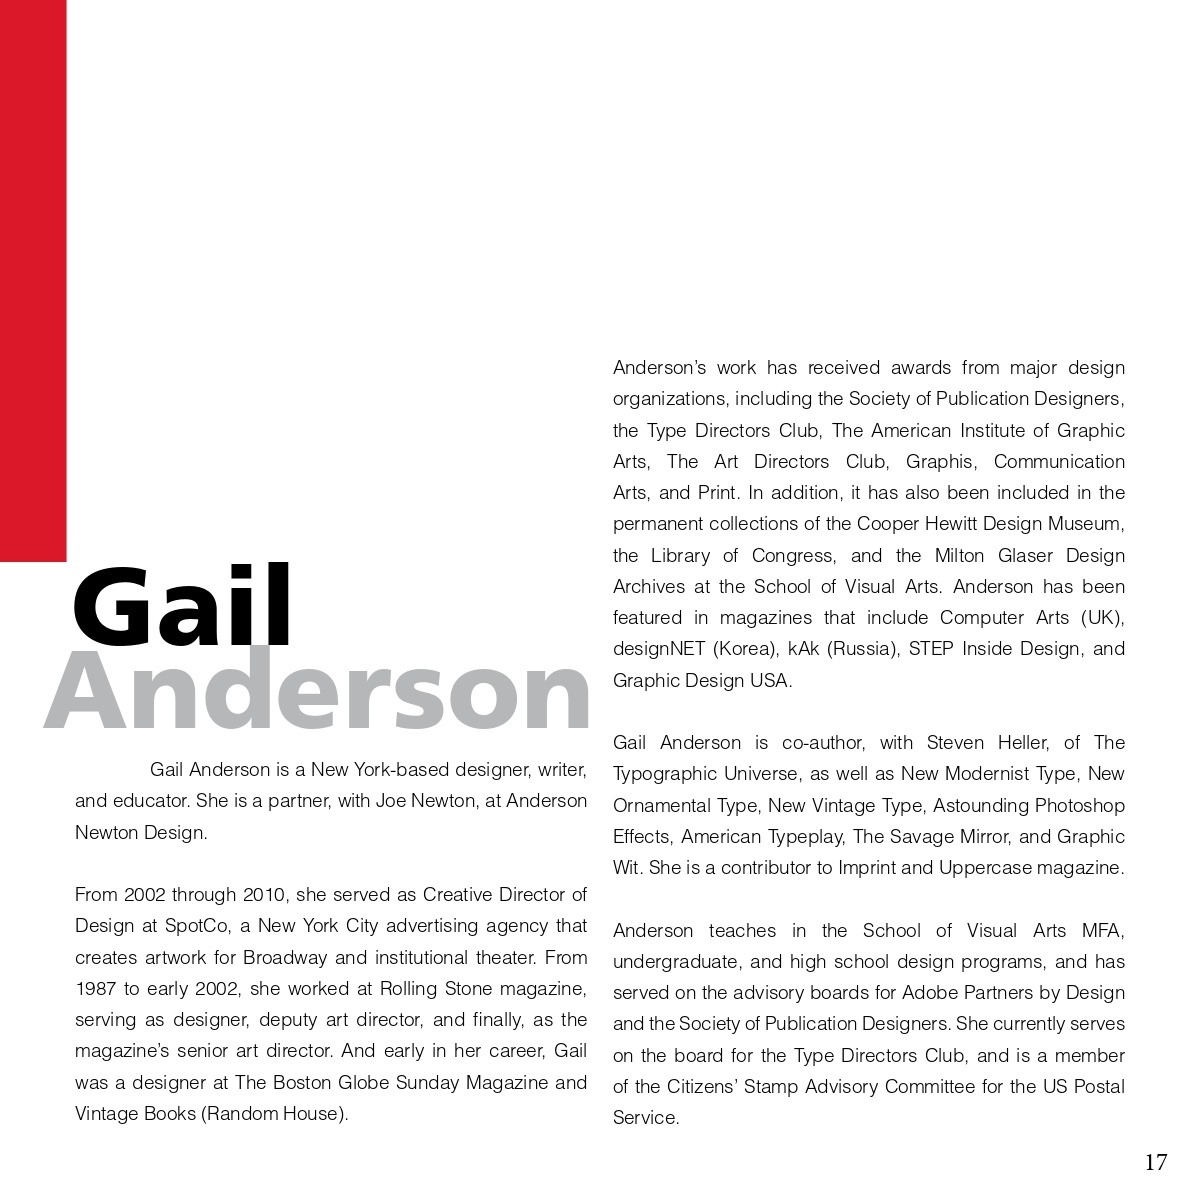 Gail
Anderson
Gail Anderson is a New York-based designer, writer,
and educator. She is a partner, with Joe Newton, at Anderson
Newton Design.
From 2002 through 2010, she served as Creative Director of
Design at SpotCo, a New York City advertising agency that
creates artwork for Broadway and institutional theater. From
1987 to early 2002, she worked at Rolling Stone magazine,
serving as designer, deputy art director, and finally, as the
magazine’s senior art director. And early in her career, Gail
was a designer at The Boston Globe Sunday Magazine and
Vintage Books (Random House).
Anderson’s work has received awards from major design
organizations, including the Society of Publication Designers,
the Type Directors Club, The American Institute of Graphic
Arts, The Art Directors Club, Graphis, Communication
Arts, and Print. In addition, it has also been included in the
permanent collections of the Cooper Hewitt Design Museum,
the Library of Congress, and the Milton Glaser Design
Archives at the School of Visual Arts. Anderson has been
featured in magazines that include Computer Arts (UK),
designNET (Korea), kAk (Russia), STEP Inside Design, and
Graphic Design USA.
Gail Anderson is co-author, with Steven Heller, of The
Typographic Universe, as well as New Modernist Type, New
Ornamental Type, New Vintage Type, Astounding Photoshop
Effects, American Typeplay, The Savage Mirror, and Graphic
Wit. She is a contributor to Imprint and Uppercase magazine.
Anderson teaches in the School of Visual Arts MFA,
undergraduate, and high school design programs, and has
served on the advisory boards for Adobe Partners by Design
and the Society of Publication Designers. She currently serves
on the board for the Type Directors Club, and is a member
of the Citizens’ Stamp Advisory Committee for the US Postal
Service.
17